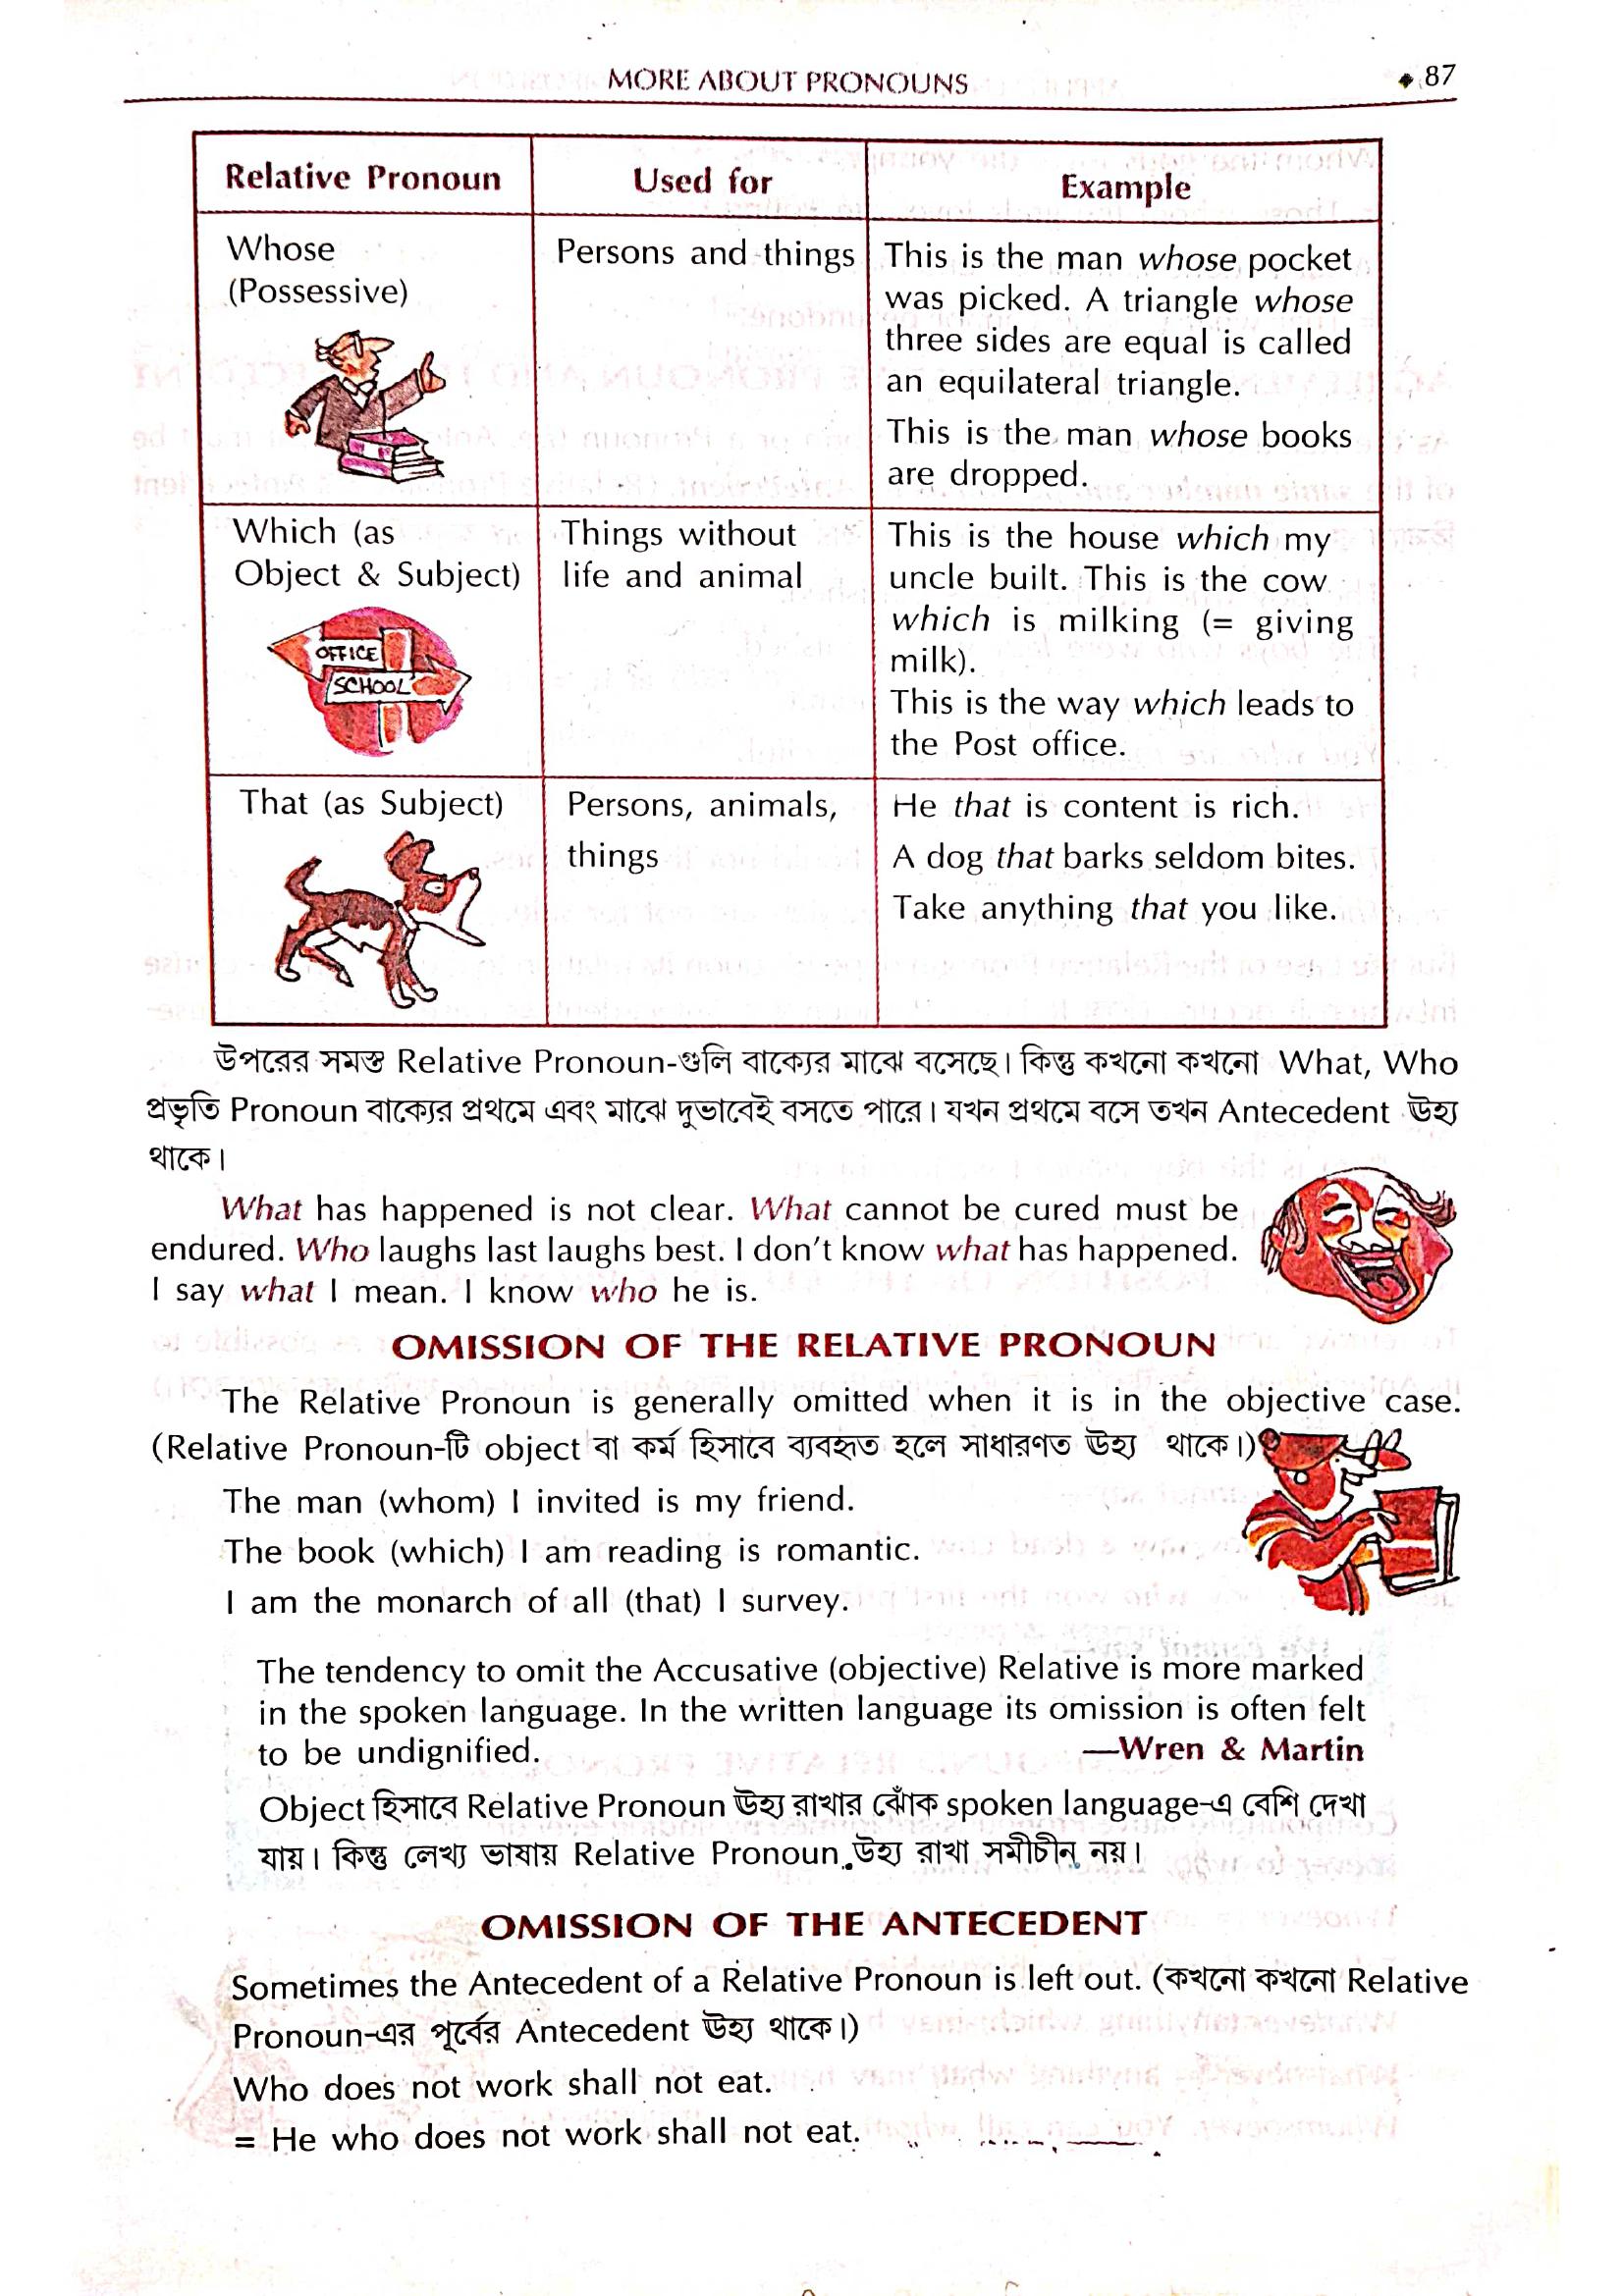 MORE ABOUT PRONOUNS
87
Relative Pronoun
Used for
Example
Whose
(Possessive)
Persons and things
This is the man whose pocket
was picked. A triangle whose
three sides are equal is called
an equilateral triangle.
This is the man whose books
are dropped.
Which (as
Object & Subject)
OFFICE
SCHOOL
Things without
life and animal
This is the house which my
uncle built. This is the cow
which is milking (= giving
milk).
This is the way which leads to
the Post office.
That (as Subject)
Persons, animals,
things
He that is content is rich.
A dog that barks seldom bites.
Take anything that you like.
উপরের সমস্ত Relative Pronoun-গুলি বাক্যের মাঝে বসেছে। কিন্তু কখনো কখনো What, Who
প্রভৃতি Pronoun বাক্যের প্রথমে এবং মাঝে দুভাবেই বসতে পারে। যখন প্রথমে বসে তখন Antecedent ঊহ্য
থাকে।
What has happened is not clear. What cannot be cured must be
endured. Who laughs last laughs best. I don't know what has happened.
I say what I mean. I know who he is.
OMISSION OF THE RELATIVE PRONOUN
The Relative Pronoun is generally omitted when it is in the objective case.
(Relative Pronoun-টি object বা কর্ম হিসাবে ব্যবহৃত হলে সাধারণত ঊহ্য থাকে।)
The man (whom) I invited is my friend.
The book (which) I am reading is romantic.
I am the monarch of all (that) I survey.
The tendency to omit the Accusative (objective) Relative is more marked
in the spoken language. In the written language its omission is often felt
to be undignified. —Wren & Martin
Object হিসাবে Relative Pronoun ঊহ্য রাখার ঝোঁক spoken language-এ বেশি দেখা
যায়। কিন্তু লেখ্য ভাষায় Relative Pronoun ঊহ্য রাখা সমীচীন নয়।
OMISSION OF THE ANTECEDENT
Sometimes the Antecedent of a Relative Pronoun is left out. (কখনো কখনো Relative
Pronoun-এর পূর্বের Antecedent ঊহ্য থাকে।)
Who does not work shall not eat.
= He who does not work shall not eat.